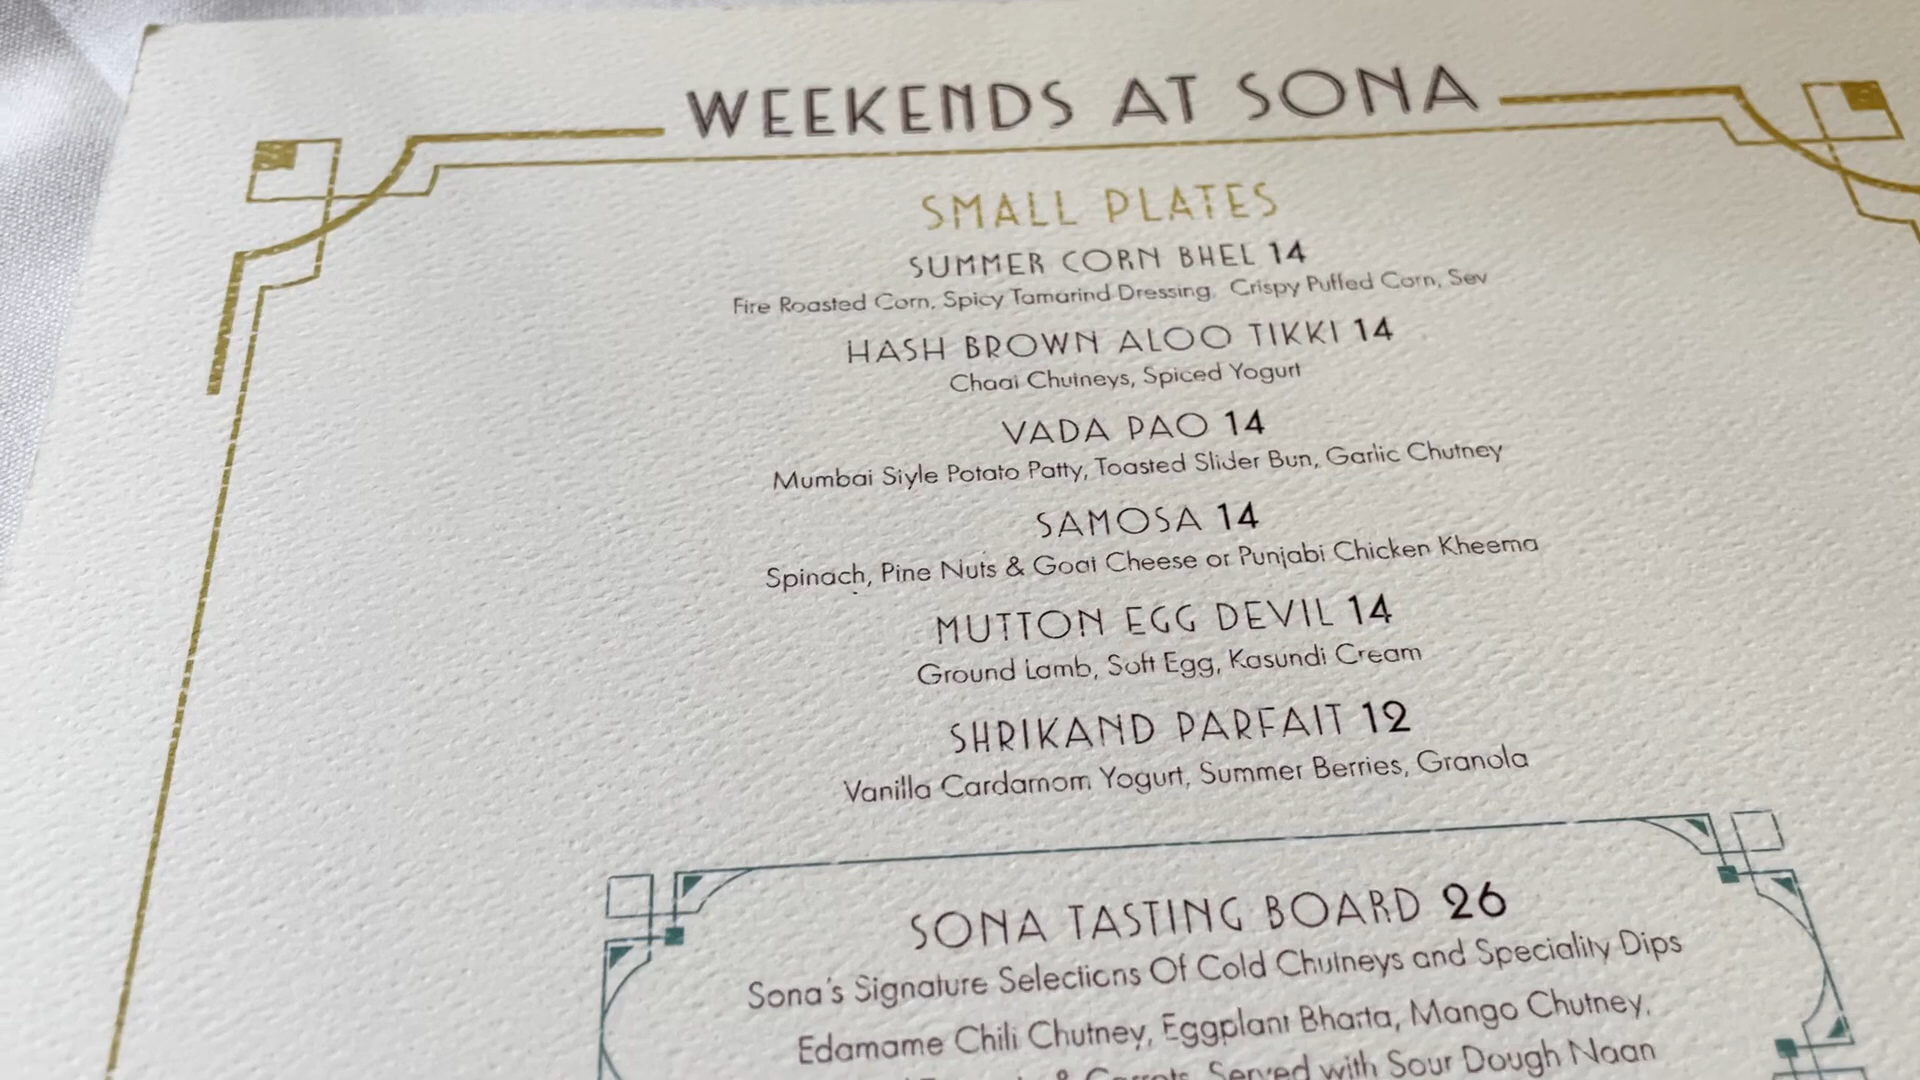 WEEKENDS AT SONA
SMALL PLATES
SUMMER CORN BHEL 14
Fire Roasted Corn, Spicy Tamarind Dressing, Crispy Puffed Corn, Sev
HASH BROWN ALOO TIKKI 14
Chaat Chutneys, Spiced Yogurt
VADA PAO 14
Mumbai Style Potato Patty, Toasted Slider Bun, Garlic Chutney
SAMOSA 14
Spinach, Pine Nuts & Goat Cheese or Punjabi Chicken Kheema
MUTTON EGG DEVIL 14
Ground Lamb, Soft Egg, Kasundi Cream
SHRIKAND PARFAIT 12
Vanilla Cardamom Yogurt, Summer Berries, Granola
SONA TASTING BOARD 26
Sona's Signature Selections Of Cold Chutneys and Speciality Dips
Edamame Chili Chutney, Eggplant Bharta, Mango Chutney,
& Carrots, Served with Sour Dough Naan